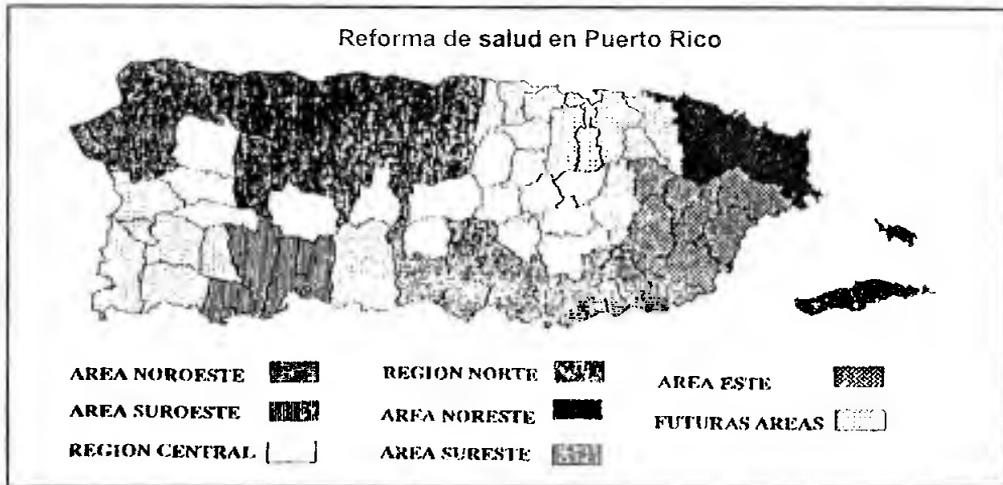 Reforma de salud en Puerto Rico
AREA NOROESTE
REGION NORTE
AREA ESTE
AREA SUROESTE
AREA NORESTE
FUTURAS AREAS
REGION CENTRAL
AREA SURESTE